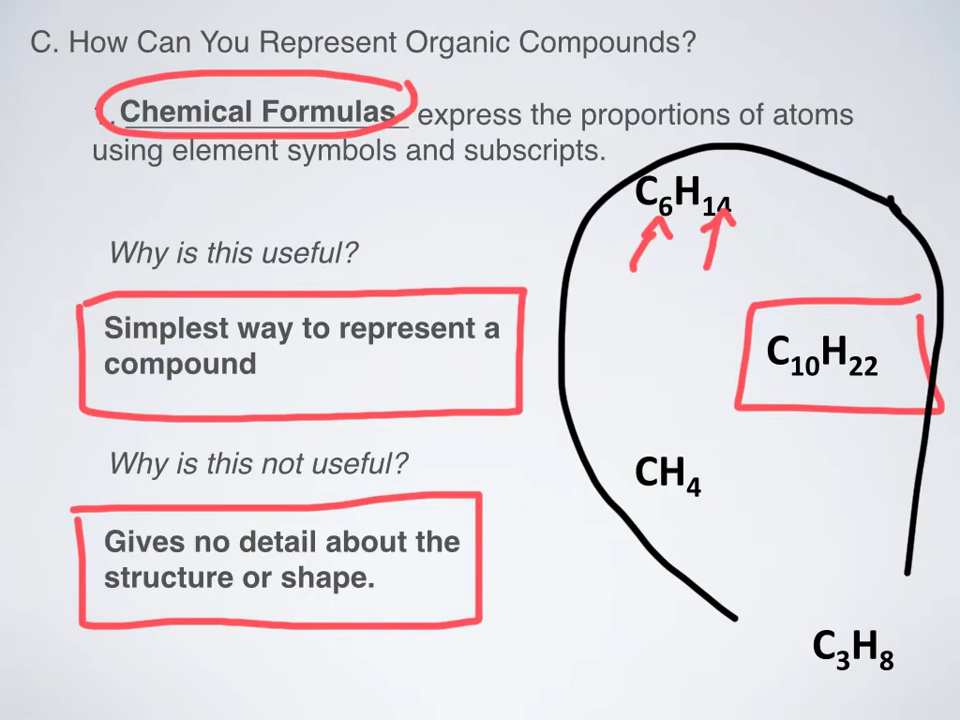 C. How Can You Represent Organic Compounds?
1. Chemical Formulas express the proportions of atoms
using element symbols and subscripts.
C₆H₁₄
Why is this useful?
Simplest way to represent a
compound
C₁₀H₂₂
Why is this not useful?
CH₄
Gives no detail about the
structure or shape.
C₃H₈